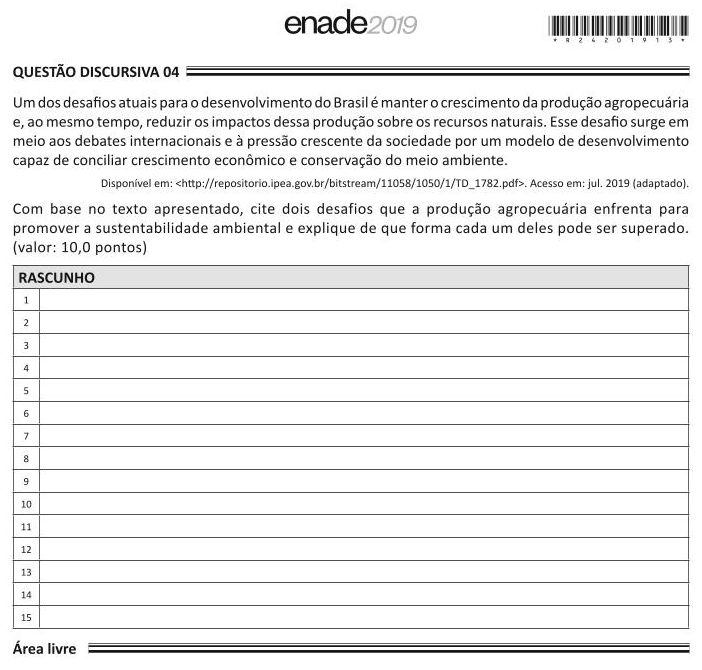 enade2019
* R 2 4 2 0 1 9 1 3 *
QUESTÃO DISCURSIVA 04
Um dos desafios atuais para o desenvolvimento do Brasil é manter o crescimento da produção agropecuária
e, ao mesmo tempo, reduzir os impactos dessa produção sobre os recursos naturais. Esse desafio surge em
meio aos debates internacionais e à pressão crescente da sociedade por um modelo de desenvolvimento
capaz de conciliar crescimento econômico e conservação do meio ambiente.
Disponível em: <http://repositorio.ipea.gov.br/bitstream/11058/1050/1/TD_1782.pdf>. Acesso em: jul. 2019 (adaptado).
Com base no texto apresentado, cite dois desafios que a produção agropecuária enfrenta para
promover a sustentabilidade ambiental e explique de que forma cada um deles pode ser superado.
(valor: 10,0 pontos)
RASCUNHO
1
2
3
4
5
6
7
8
9
10
11
12
13
14
15
Área livre